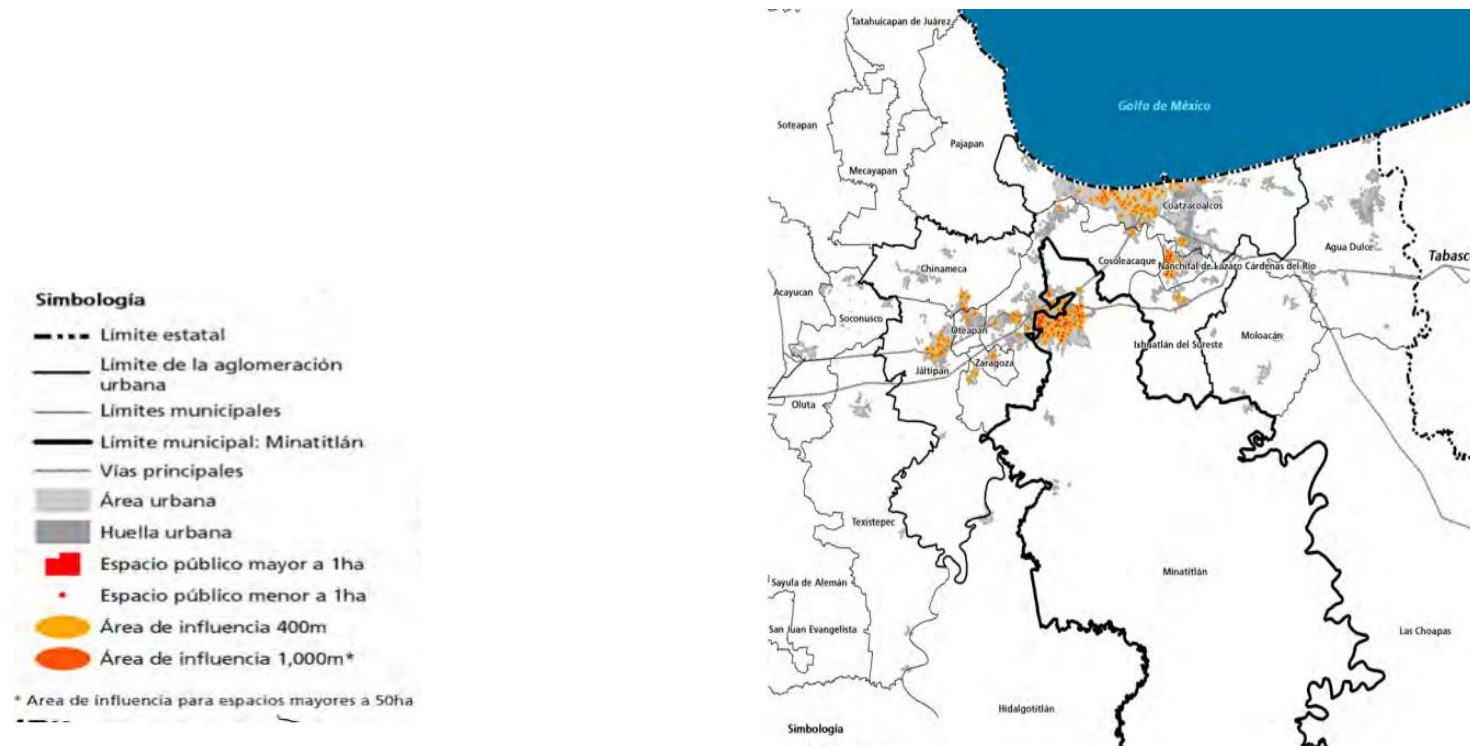 Simbología
Límite estatal
Límite de la aglomeración
urbana
Límites municipales
Límite municipal: Minatitlán
Vías principales
Área urbana
Huella urbana
Espacio público mayor a 1ha
Espacio público menor a 1ha
Área de influencia 400m
Área de influencia 1,000m*
* Area de influencia para espacios mayores a 50ha
Tatahuicapan de Juárez
Golfo de México
Soteapan
Pajapan
Mecayapan
Coatzacoalcos
Agua Dulce
Tabasco
Cosoleacaque
Nanchital de Lázaro Cárdenas del Río
Chinameca
Acayucan
Soconusco
Oteapan
Moloacán
Ixhuatlán del Sureste
Zaragoza
Jáltipan
Oluta
Texistepec
Minatitlán
Sayula de Alemán
San Juan Evangelista
Las Choapas
Hidalgotitlán
Simbología